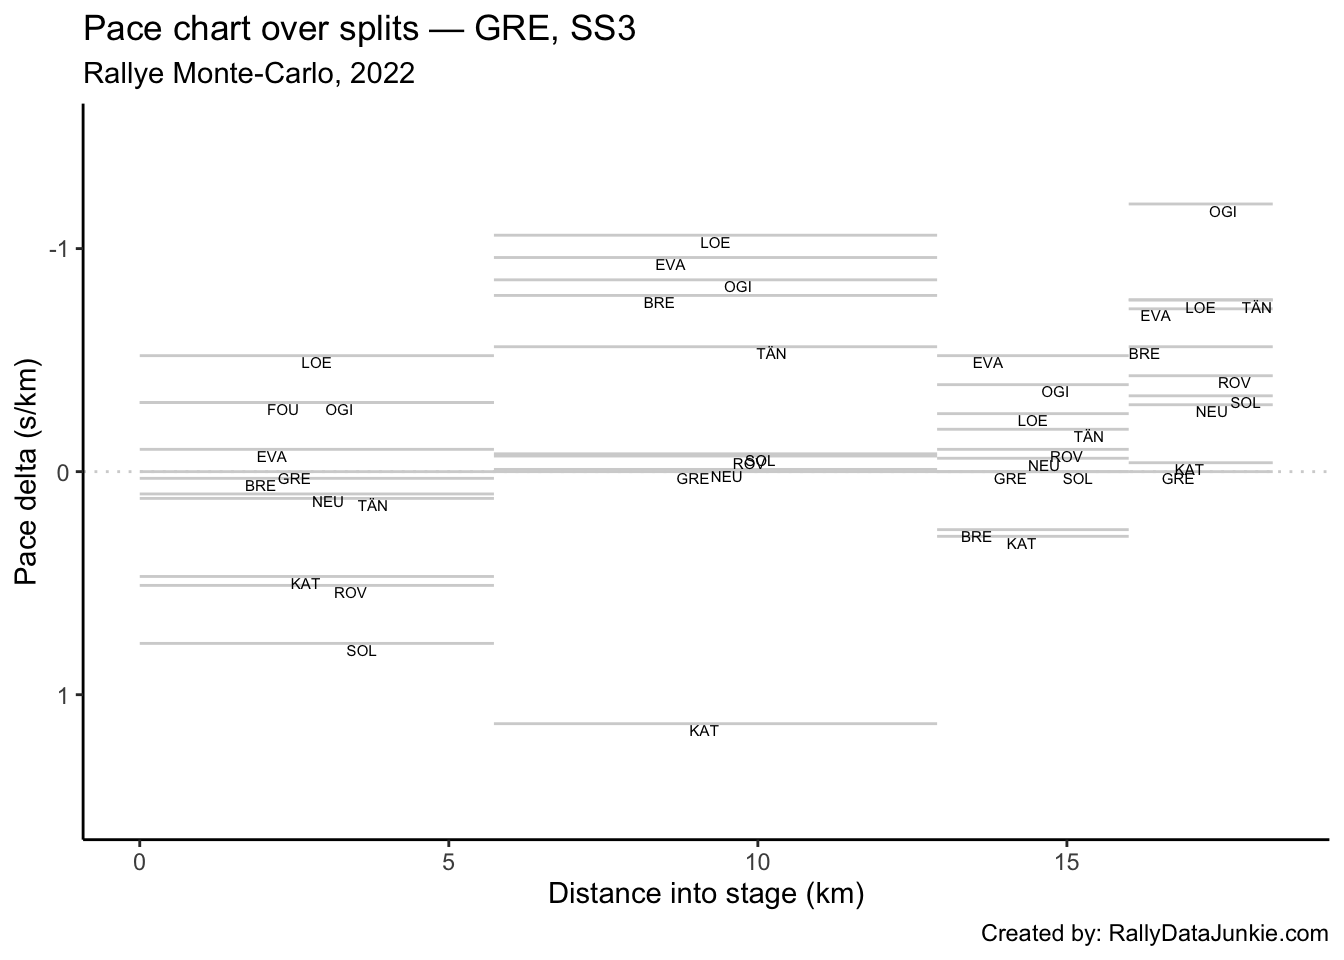 Pace chart over splits — GRE, SS3
Rallye Monte-Carlo, 2022
Pace delta (s/km)
-1
0
1
LOE
FOU OGI
EVA
GRE
BRE
NEU
TÄN
KAT
ROV
SOL
LOE
EVA
OGI
BRE
TÄN
SOL
ROV
NEU
GRE
KAT
EVA
OGI
LOE
TÄN
ROV
NEU
GRE SOL
BRE
KAT
OGI
LOE TÄN
EVA
BRE
ROV
SOL
NEU
KAT
GRE
0 5 10 15
Distance into stage (km)
Created by: RallyDataJunkie.com